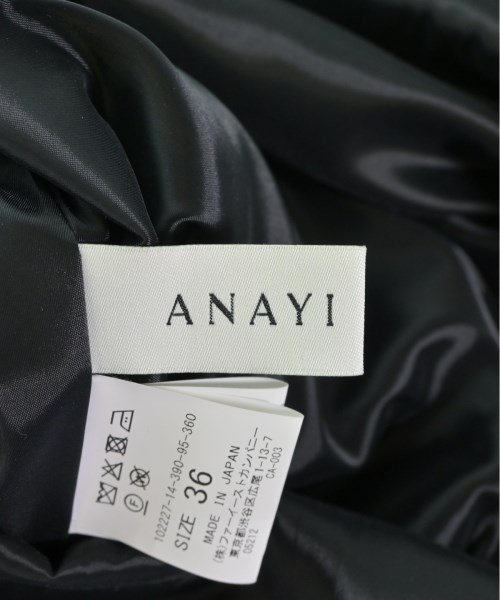 ANAYI
102227-14-390-95-360
SIZE 36
MADE IN JAPAN
(株)ファーイーストカンパニー
東京都渋谷区広尾1-13-7
05212 CA-003